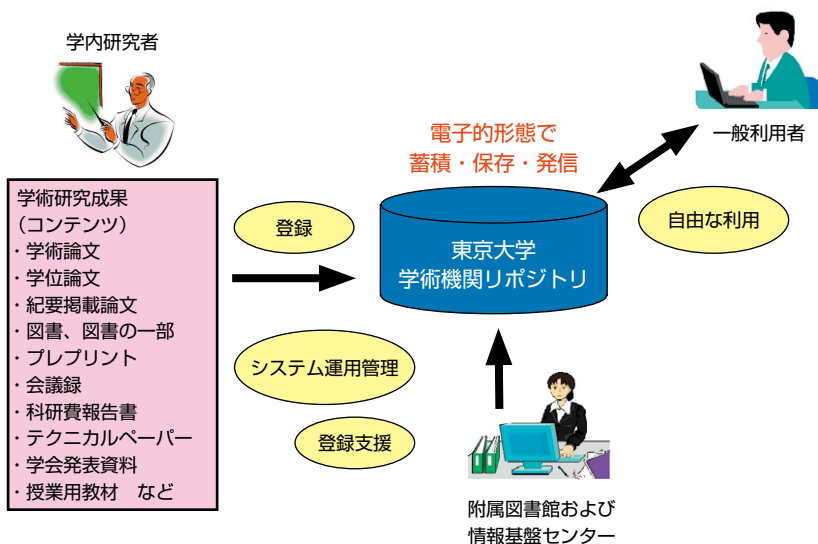 学内研究者
学術研究成果
（コンテンツ）
・学術論文
・学位論文
・紀要掲載論文
・図書、図書の一部
・プレプリント
・会議録
・科研費報告書
・テクニカルペーパー
・学会発表資料
・授業用教材　など
登録
電子的形態で
蓄積・保存・発信
東京大学
学術機関リポジトリ
一般利用者
自由な利用
システム運用管理
登録支援
附属図書館および
情報基盤センター